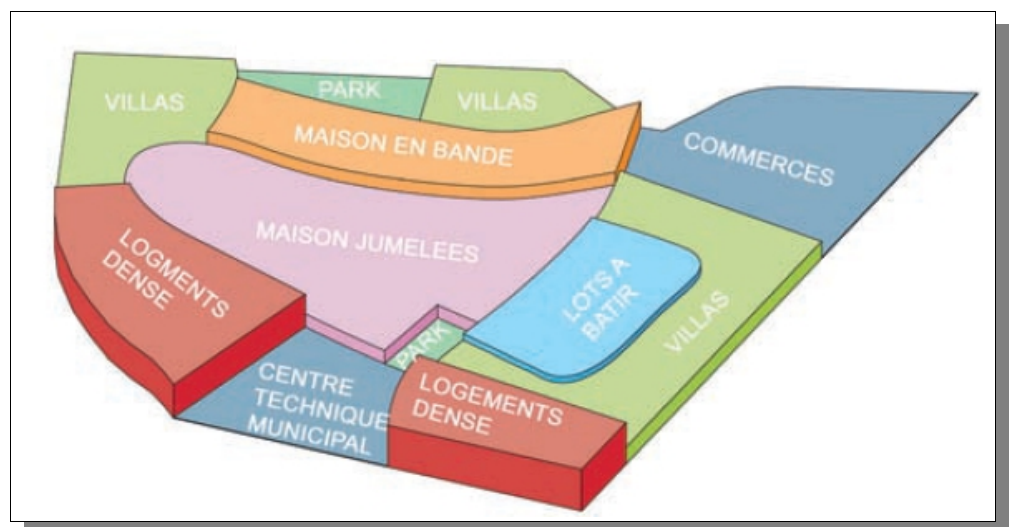 VILLAS
PARK
VILLAS
MAISON EN BANDE
COMMERCES
MAISON JUMELEES
LOGMENTS
DENSE
LOTS A
BATIR
VILLAS
PARK
CENTRE
TECHNIQUE
MUNICIPAL
LOGEMENTS
DENSE